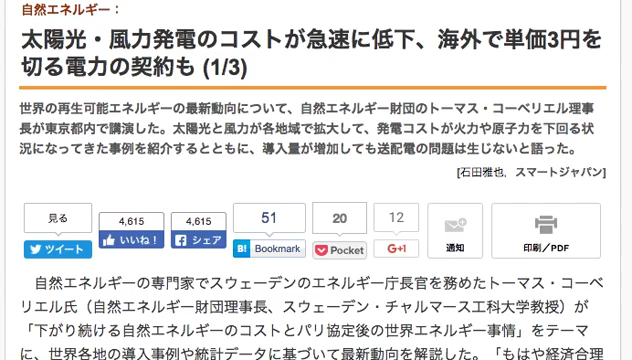 自然エネルギー：
太陽光・風力発電のコストが急速に低下、海外で単価3円を
切る電力の契約も (1/3)
世界の再生可能エネルギーの最新動向について、自然エネルギー財団のトーマス・コーベリエル理事
長が東京都内で講演した。太陽光と風力が各地域で拡大して、発電コストが火力や原子力を下回る状
況になってきた事例を紹介するとともに、導入量が増加しても送配電の問題は生じないと語った。
[石田雅也，スマートジャパン]
見る 4,615 4,615 51 20 12
ツイート いいね！ シェア B! Bookmark Pocket G+1 通知 印刷／PDF
自然エネルギーの専門家でスウェーデンのエネルギー庁長官を務めたトーマス・コーベ
リエル氏（自然エネルギー財団理事長、スウェーデン・チャルマース工科大学教授）が
「下がり続ける自然エネルギーのコストとパリ協定後の世界エネルギー事情」をテーマ
に、世界各地の導入事例や統計データに基づいて最新動向を解説した。「もはや経済合理